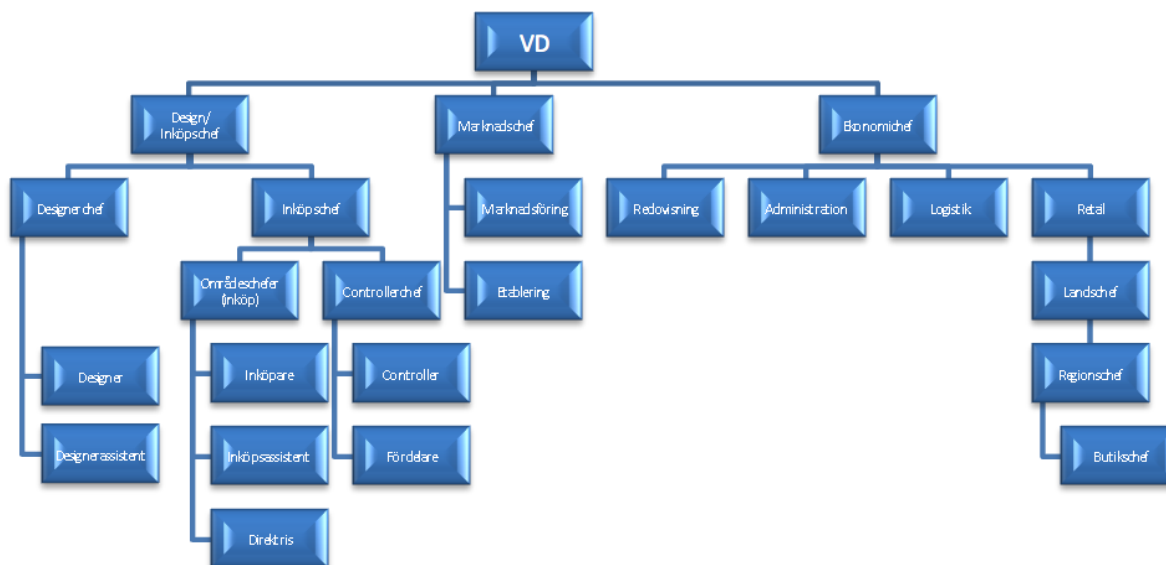 VD
Design/
Inköpschef
Marknadschef
Ekonomichef
Designerchef
Inköpschef
Marknadsföring
Redovisning
Administration
Logistik
Retail
Områdeschefer
(inköp)
Controllerchef
Etablering
Landschef
Designer
Inköpare
Controller
Regionschef
Designerassistent
Inköpsassistent
Fördelare
Butikschef
Direktris